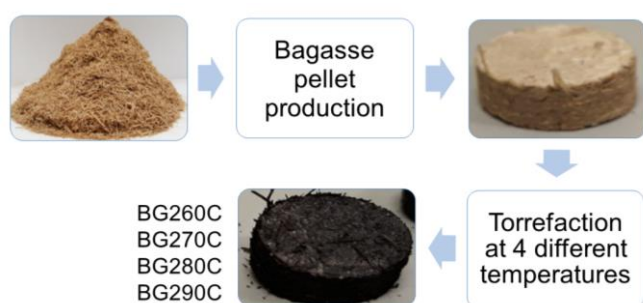 Bagasse
pellet
production
Torrefaction
at 4 different
temperatures
BG260C
BG270C
BG280C
BG290C